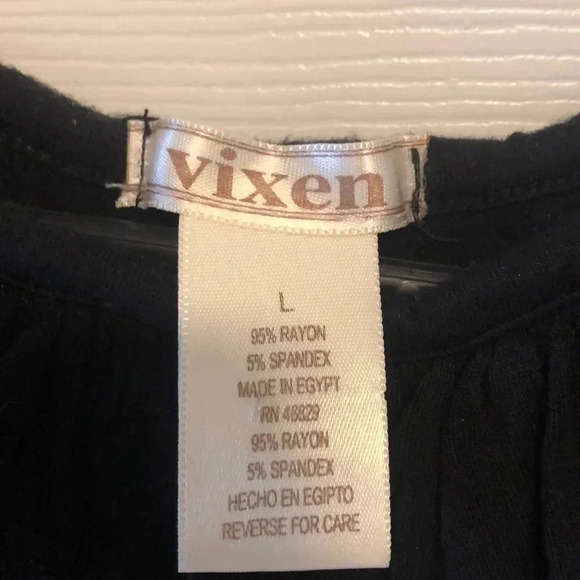 vixen
L
95% RAYON
5% SPANDEX
MADE IN EGYPT
RN 46829
95% RAYON
5% SPANDEX
HECHO EN EGIPTO
REVERSE FOR CARE